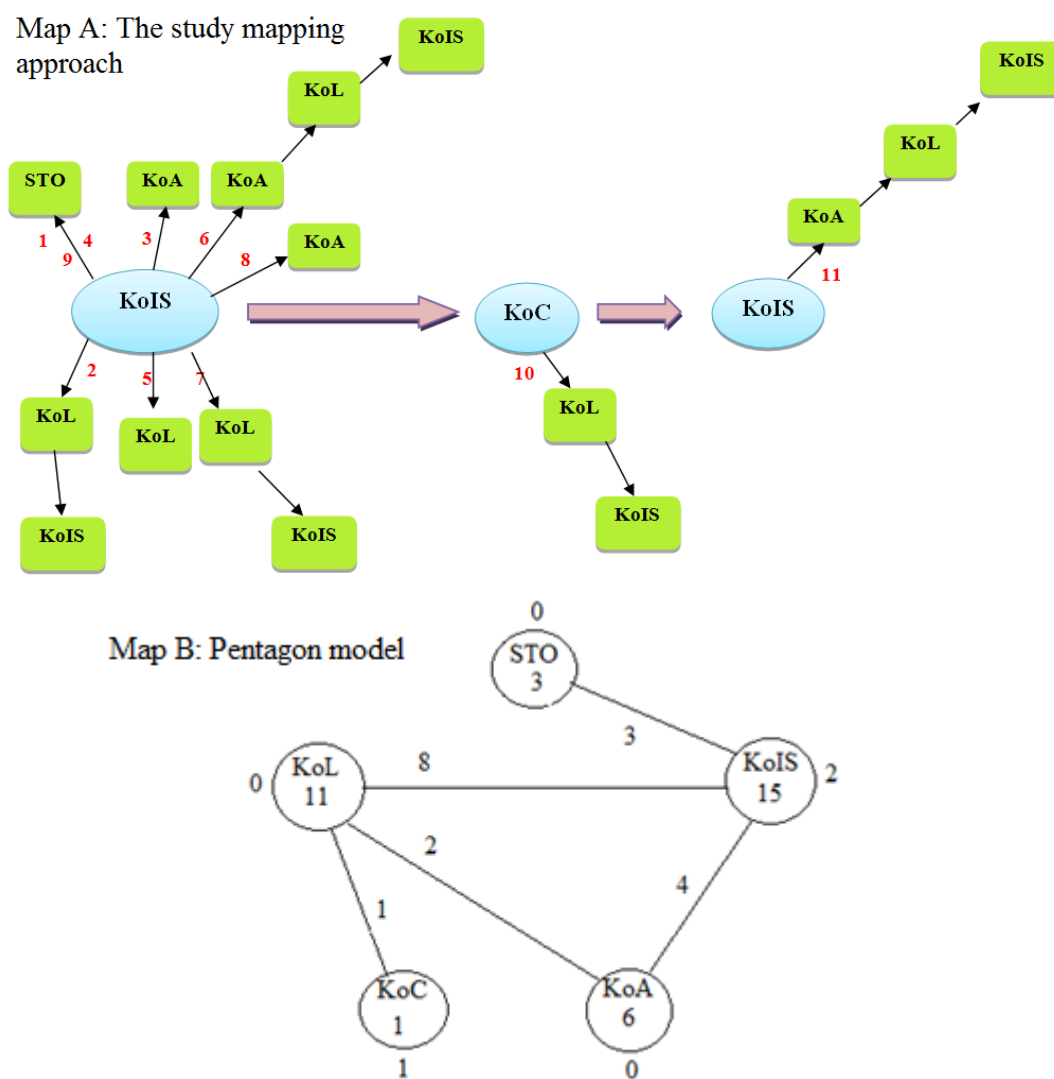 Map A: The study mapping
approach
KoIS
KoIS
KoL
KoL
STO
KoA
KoA
KoA
KoA
1
4
3
6
9
8
11
KoIS
KoC
KoIS
2
5
7
10
KoL
KoL
KoL
KoL
KoIS
KoIS
KoIS
Map B: Pentagon model
0
STO
3
3
0
KoL
11
8
KoIS
15
2
2
4
1
KoC
1
1
KoA
6
0